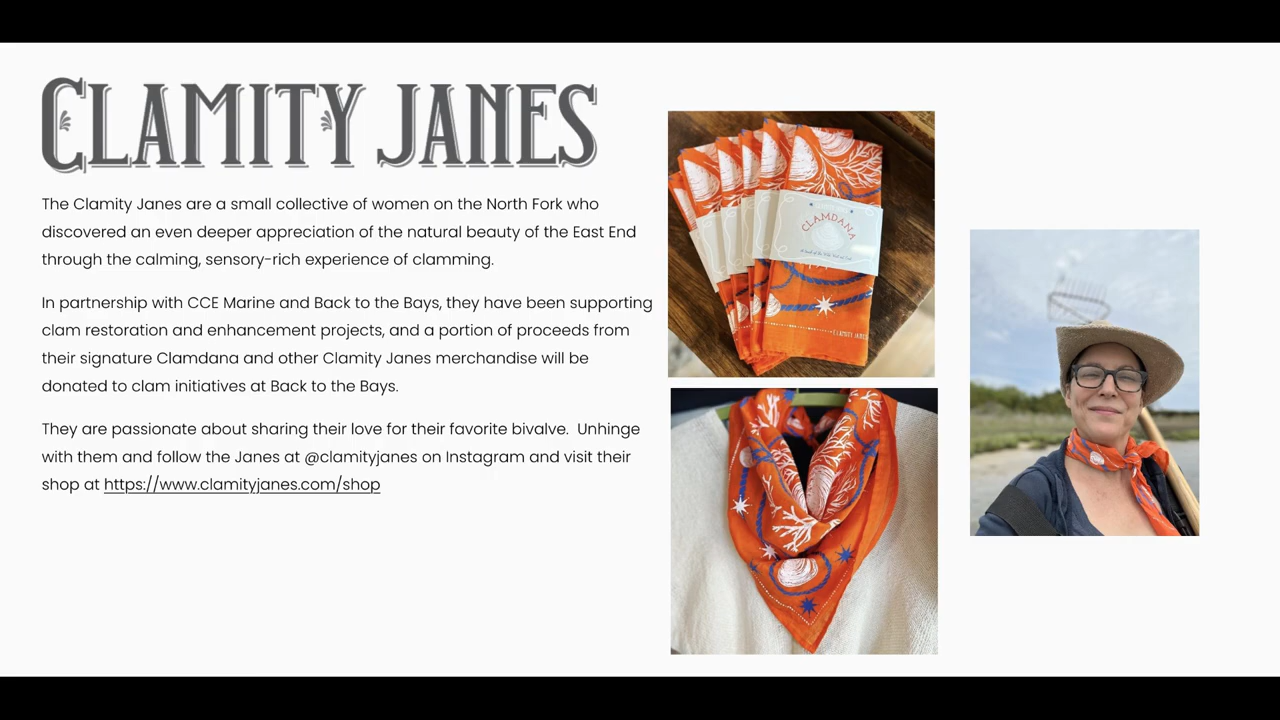 CLAMITY JANES
The Clamity Janes are a small collective of women on the North Fork who
discovered an even deeper appreciation of the natural beauty of the East End
through the calming, sensory-rich experience of clamming.
In partnership with CCE Marine and Back to the Bays, they have been supporting
clam restoration and enhancement projects, and a portion of proceeds from
their signature Clamdana and other Clamity Janes merchandise will be
donated to clam initiatives at Back to the Bays.
They are passionate about sharing their love for their favorite bivalve. Unhinge
with them and follow the Janes at @clamityjanes on Instagram and visit their
shop at https://www.clamityjanes.com/shop
CLAMDANA
CLAMITY JANES